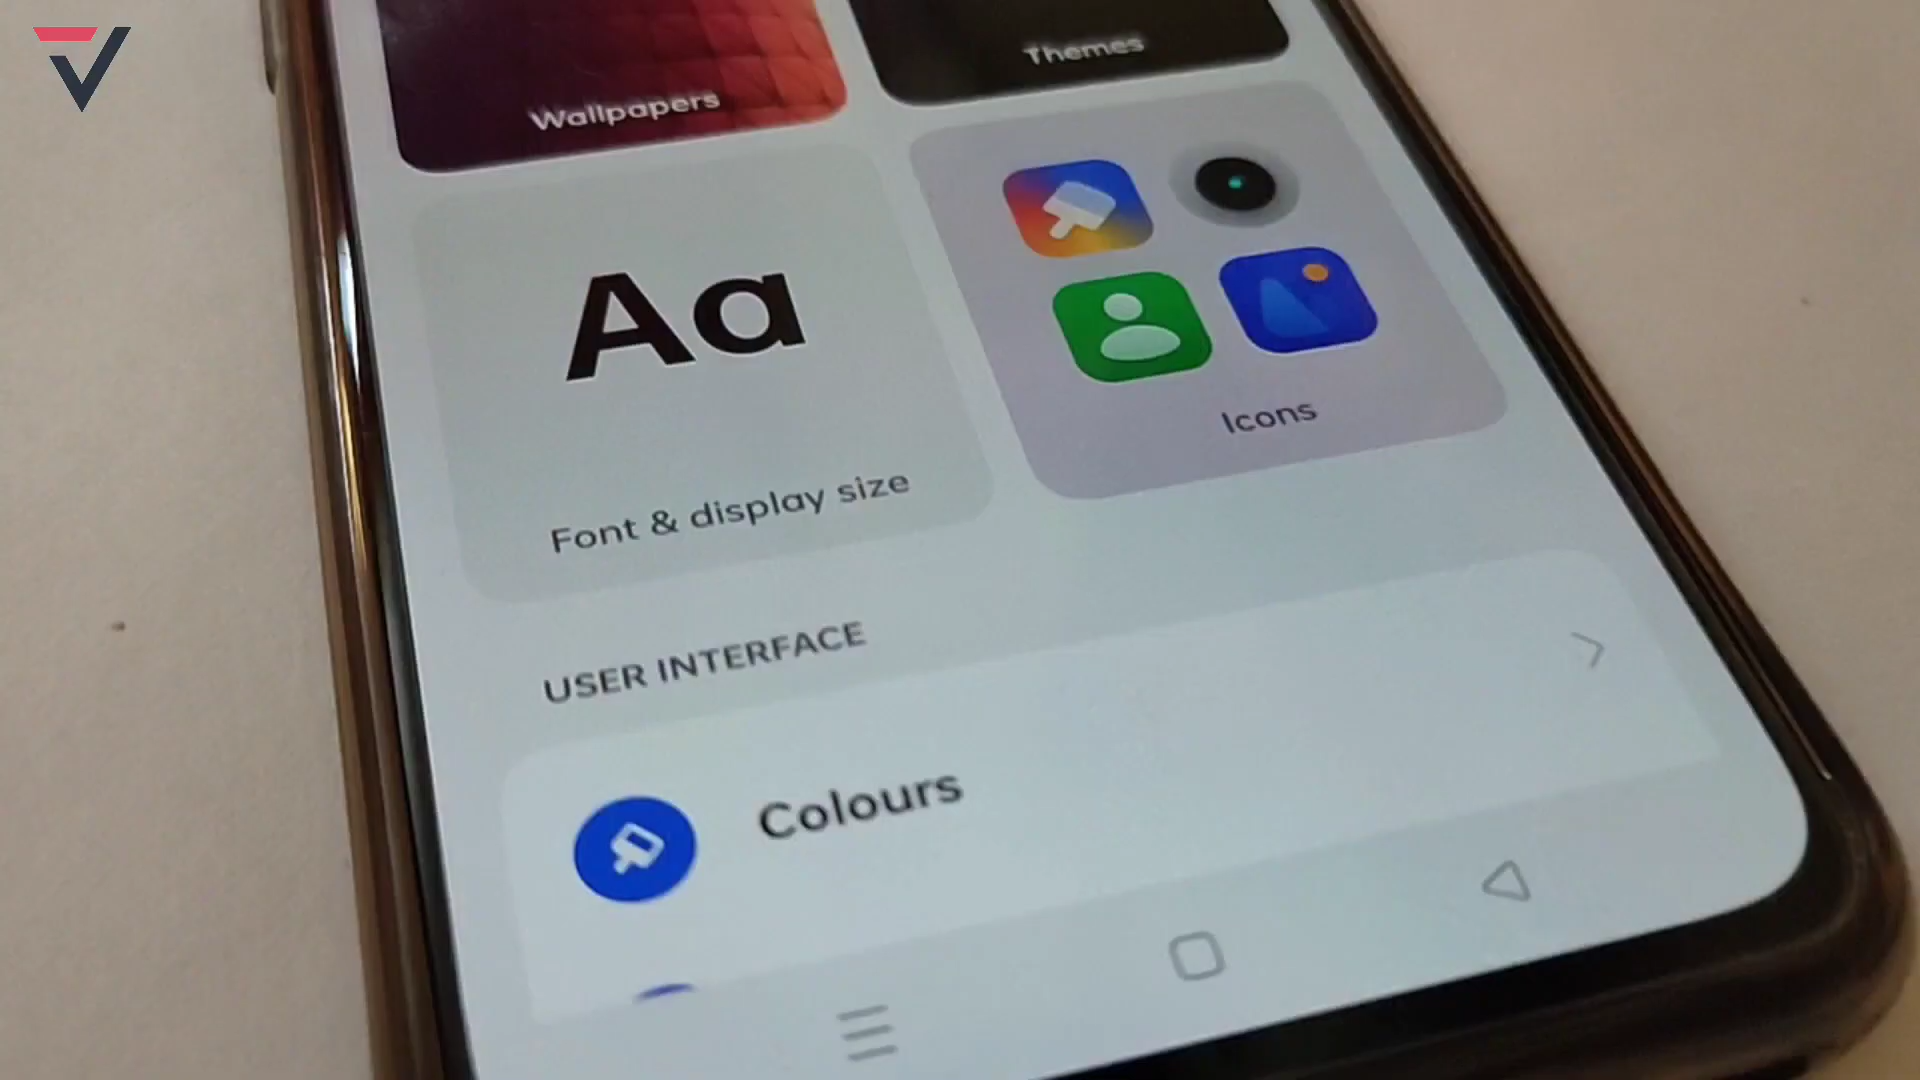 Wallpapers
Themes
Aa
Font & display size
Icons
USER INTERFACE
Colours